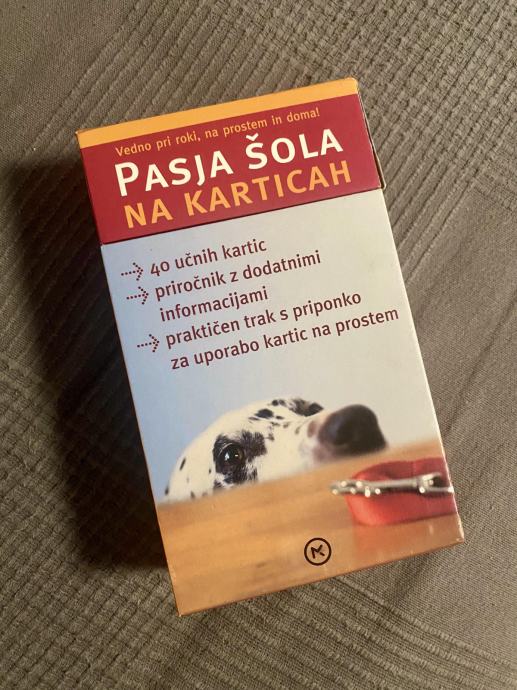 Vedno pri roki, na prostem in doma!
PASJA ŠOLA
NA KARTICAH
40 učnih kartic
priročnik z dodatnimi
informacijami
praktičen trak s priponko
za uporabo kartic na prostem